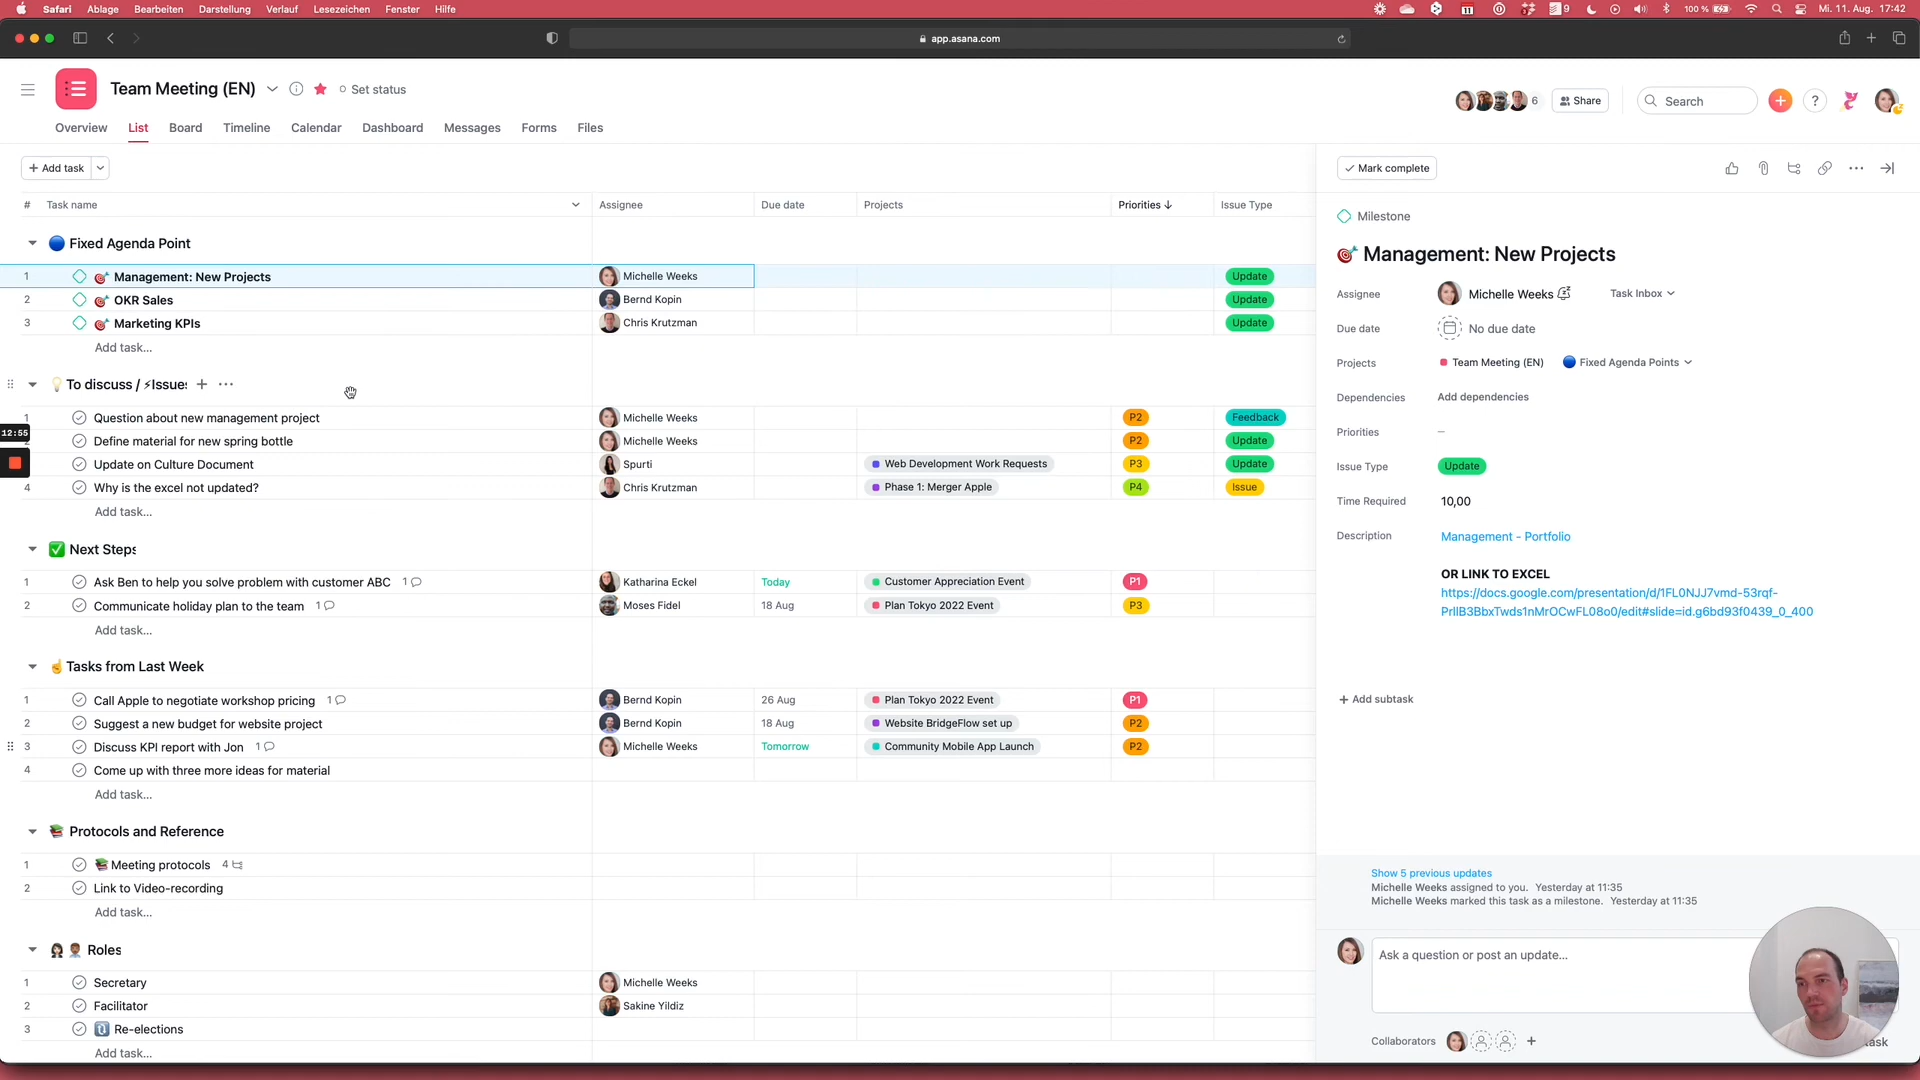 Safari Ablage Bearbeiten Darstellung Verlauf Lesezeichen Fenster Hilfe 11 9 100 % Mi. 11. Aug. 17:42
app.asana.com
Team Meeting (EN) Set status
6 Share Search ?
Overview List Board Timeline Calendar Dashboard Messages Forms Files
+ Add task
# Task name Assignee Due date Projects Priorities ↓ Issue Type
Fixed Agenda Point
1 Management: New Projects Michelle Weeks Update
2 OKR Sales Bernd Kopin Update
3 Marketing KPIs Chris Krutzman Update
Add task...
To discuss / ⚡Issues + ...
1 Question about new management project Michelle Weeks P2 Feedback
12:55
2 Define material for new spring bottle Michelle Weeks P2 Update
Update on Culture Document Spurti Web Development Work Requests P3 Update
4 Why is the excel not updated? Chris Krutzman Phase 1: Merger Apple P4 Issue
Add task...
Next Steps
1 Ask Ben to help you solve problem with customer ABC 1 Katharina Eckel Today Customer Appreciation Event P1
2 Communicate holiday plan to the team 1 Moses Fidel 18 Aug Plan Tokyo 2022 Event P3
Add task...
Tasks from Last Week
1 Call Apple to negotiate workshop pricing 1 Bernd Kopin 26 Aug Plan Tokyo 2022 Event P1
2 Suggest a new budget for website project Bernd Kopin 18 Aug Website BridgeFlow set up P2
3 Discuss KPI report with Jon 1 Michelle Weeks Tomorrow Community Mobile App Launch P2
4 Come up with three more ideas for material
Add task...
Protocols and Reference
1 Meeting protocols 4
2 Link to Video-recording
Add task...
Roles
1 Secretary Michelle Weeks
2 Facilitator Sakine Yildiz
3 Re-elections
Add task...
✓ Mark complete
Milestone
Management: New Projects
Assignee Michelle Weeks Task Inbox
Due date No due date
Projects Team Meeting (EN) Fixed Agenda Points
Dependencies Add dependencies
Priorities —
Issue Type Update
Time Required 10,00
Description Management - Portfolio
OR LINK TO EXCEL
https://docs.google.com/presentation/d/1FL0NJJ7vmd-53rqf-
PrIlB3BbxTwds1nMrOCwFL08o0/edit#slide=id.g6bd93f0439_0_400
+ Add subtask
Show 5 previous updates
Michelle Weeks assigned to you. Yesterday at 11:35
Michelle Weeks marked this task as a milestone. Yesterday at 11:35
Ask a question or post an update...
Collaborators + task